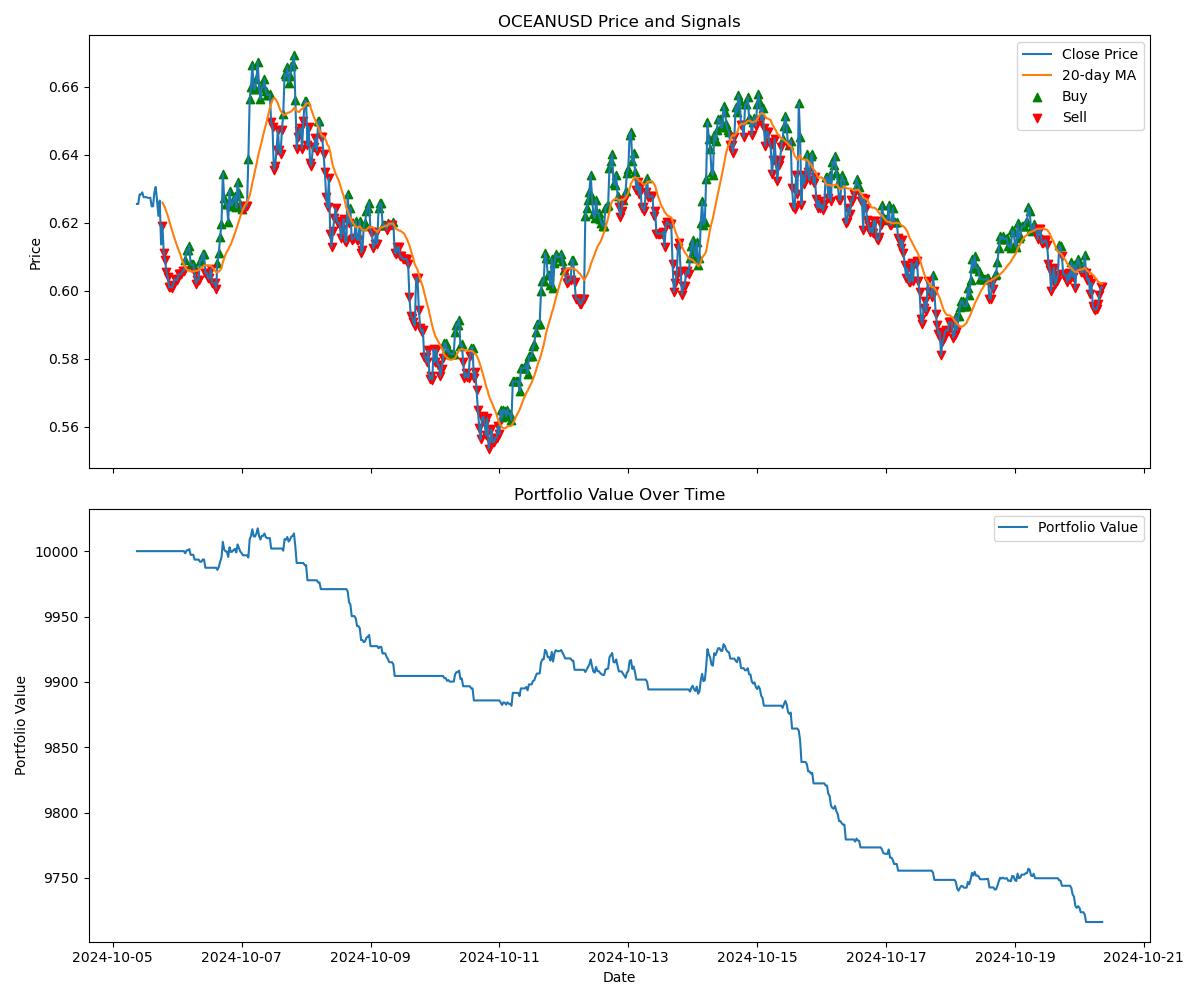 OCEANUSD Price and Signals
Price
0.66
0.64
0.62
0.60
0.58
0.56
Close Price
20-day MA
Buy
Sell
Portfolio Value Over Time
Portfolio Value
10000
9950
9900
9850
9800
9750
Portfolio Value
2024-10-05 2024-10-07 2024-10-09 2024-10-11 2024-10-13 2024-10-15 2024-10-17 2024-10-19 2024-10-21
Date